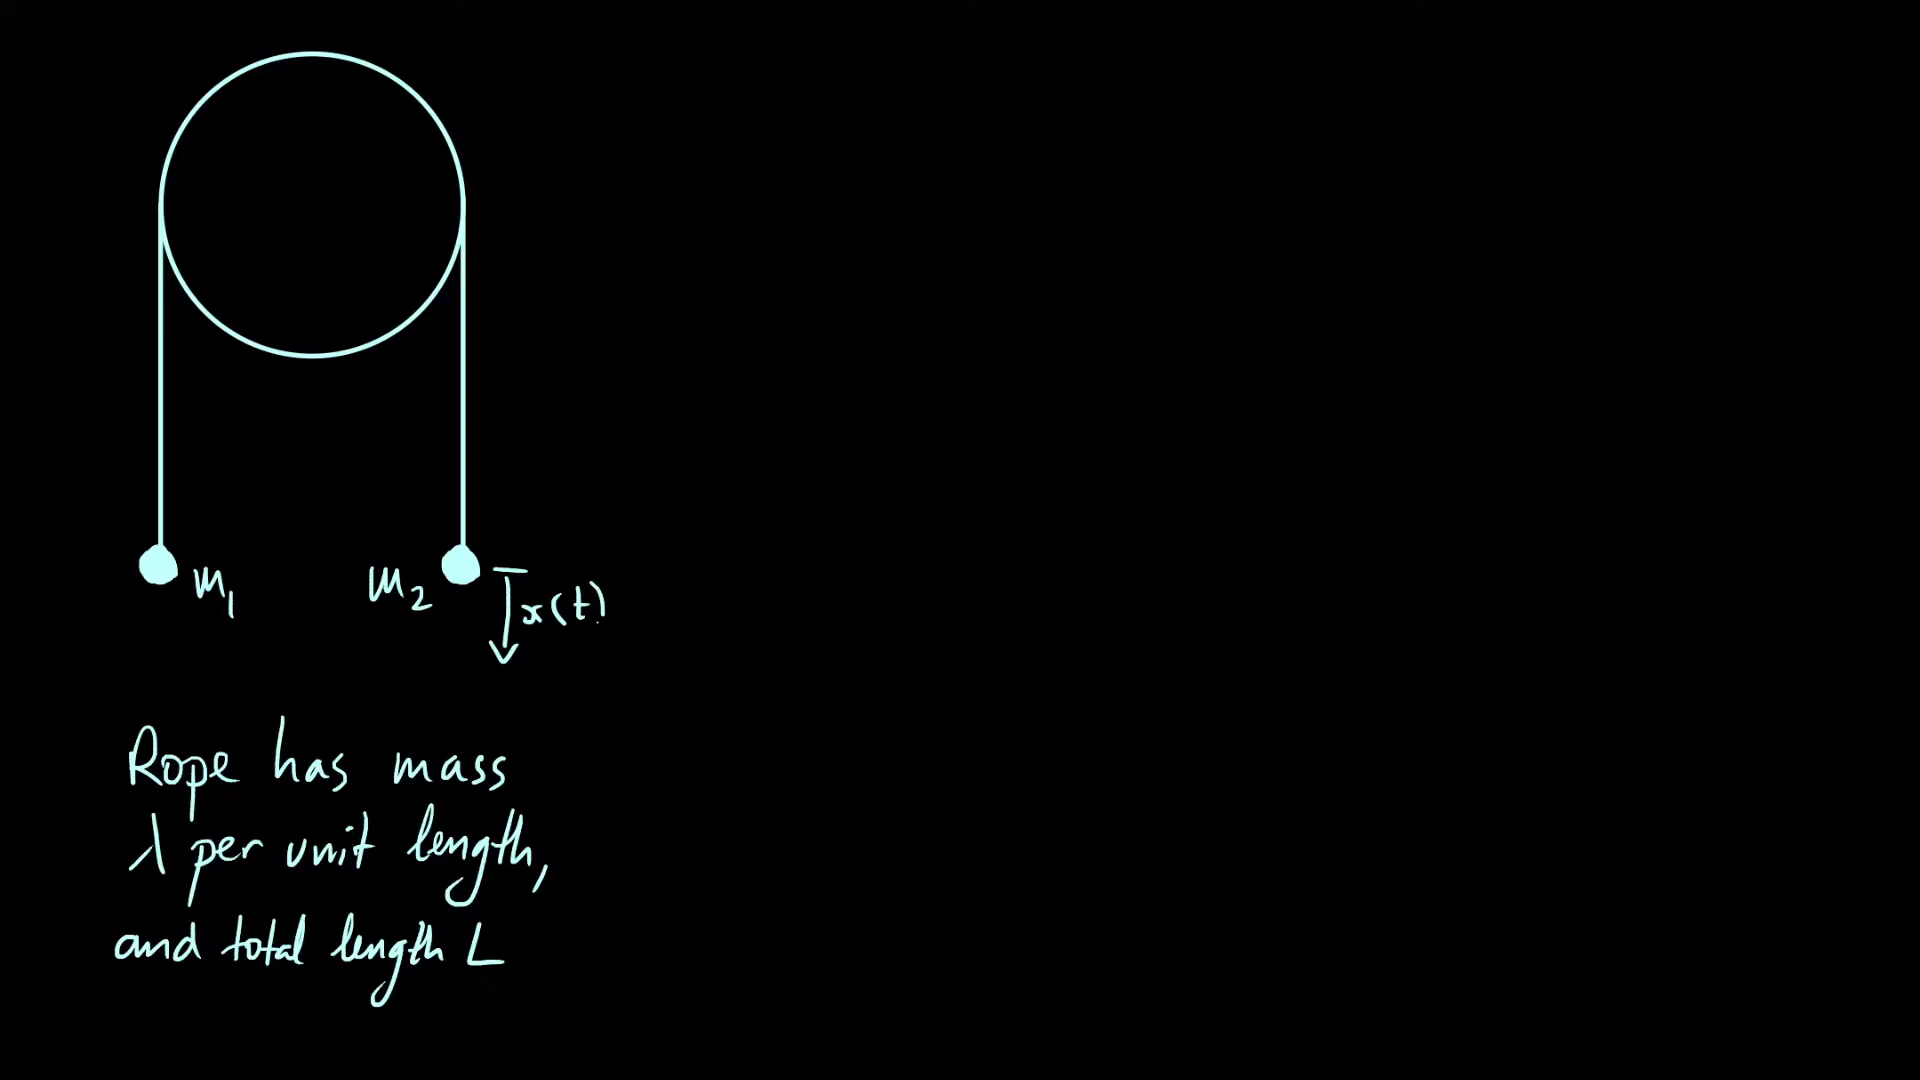 m₁
m₂
x(t)
Rope has mass
λ per unit length,
and total length L